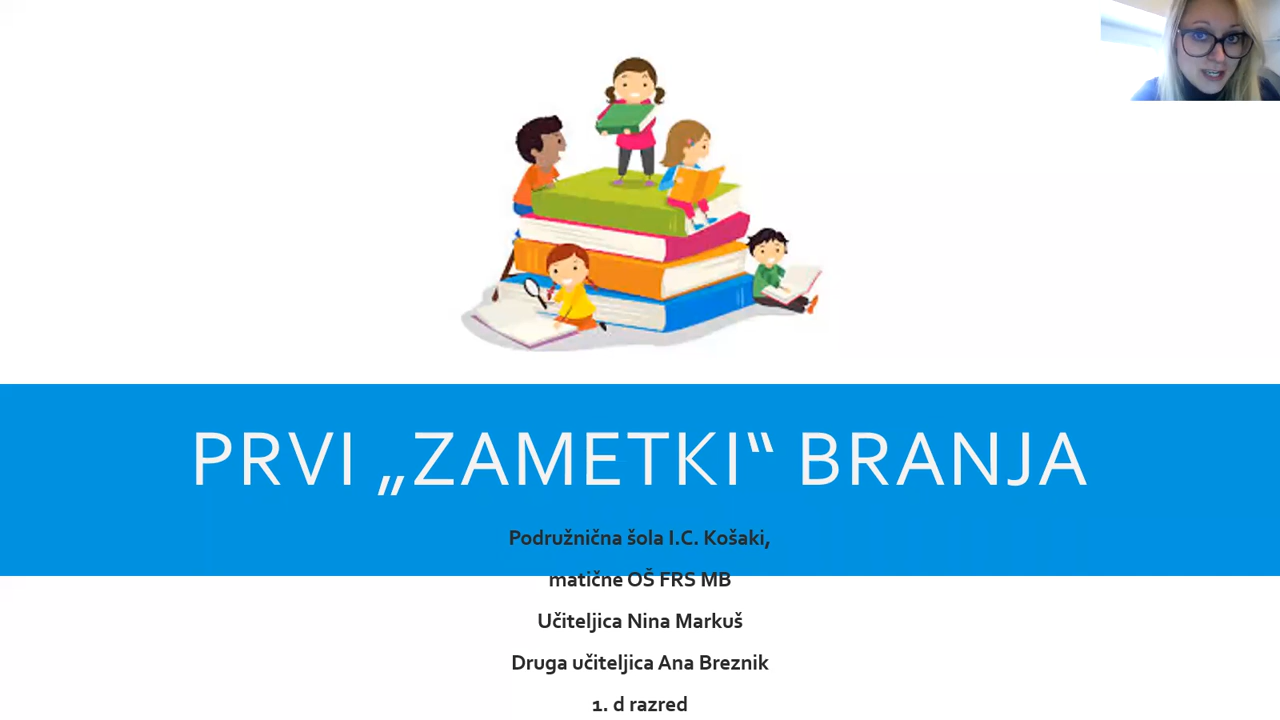 PRVI „ZAMETKI“ BRANJA
Podružnična šola I.C. Košaki,
matične OŠ FRS MB
Učiteljica Nina Markuš
Druga učiteljica Ana Breznik
1. d razred